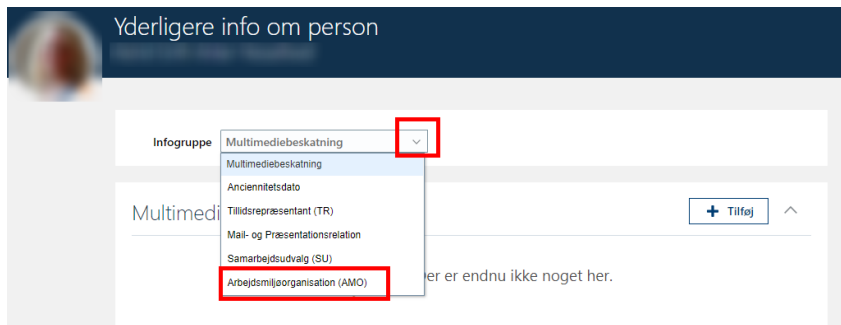 Yderligere info om person
Infogruppe Multimediebeskatning
Multimediebeskatning
Anciennitetsdato
Tillidsrepræsentant (TR)
Mail- og Præsentationsrelation
Samarbejdsudvalg (SU)
Arbejdsmiljøorganisation (AMO)
Multimedi
Tilføj
er er endnu ikke noget her.